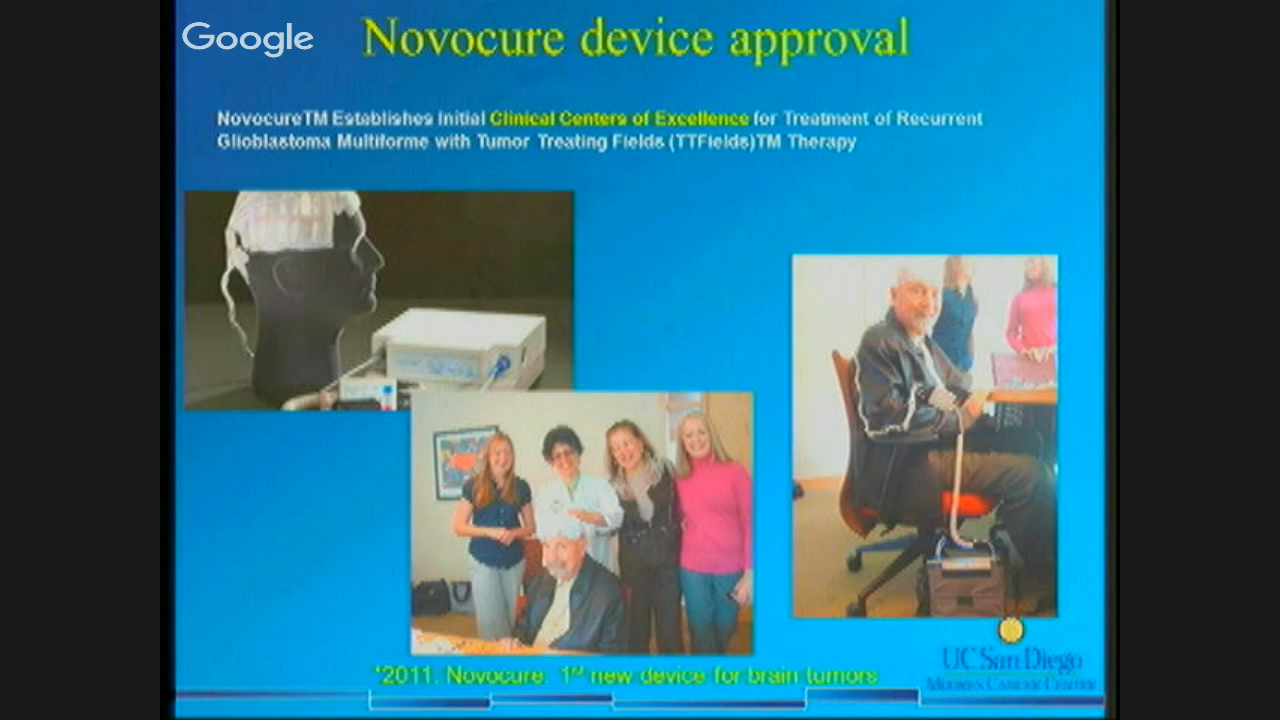 Google
Novocure device approval
NovocureTM Establishes Initial Clinical Centers of Excellence for Treatment of Recurrent
Glioblastoma Multiforme with Tumor Treating Fields (TTFields)TM Therapy
*2011. Novocure: 1st new device for brain tumors
UC San Diego
Moores Cancer Center